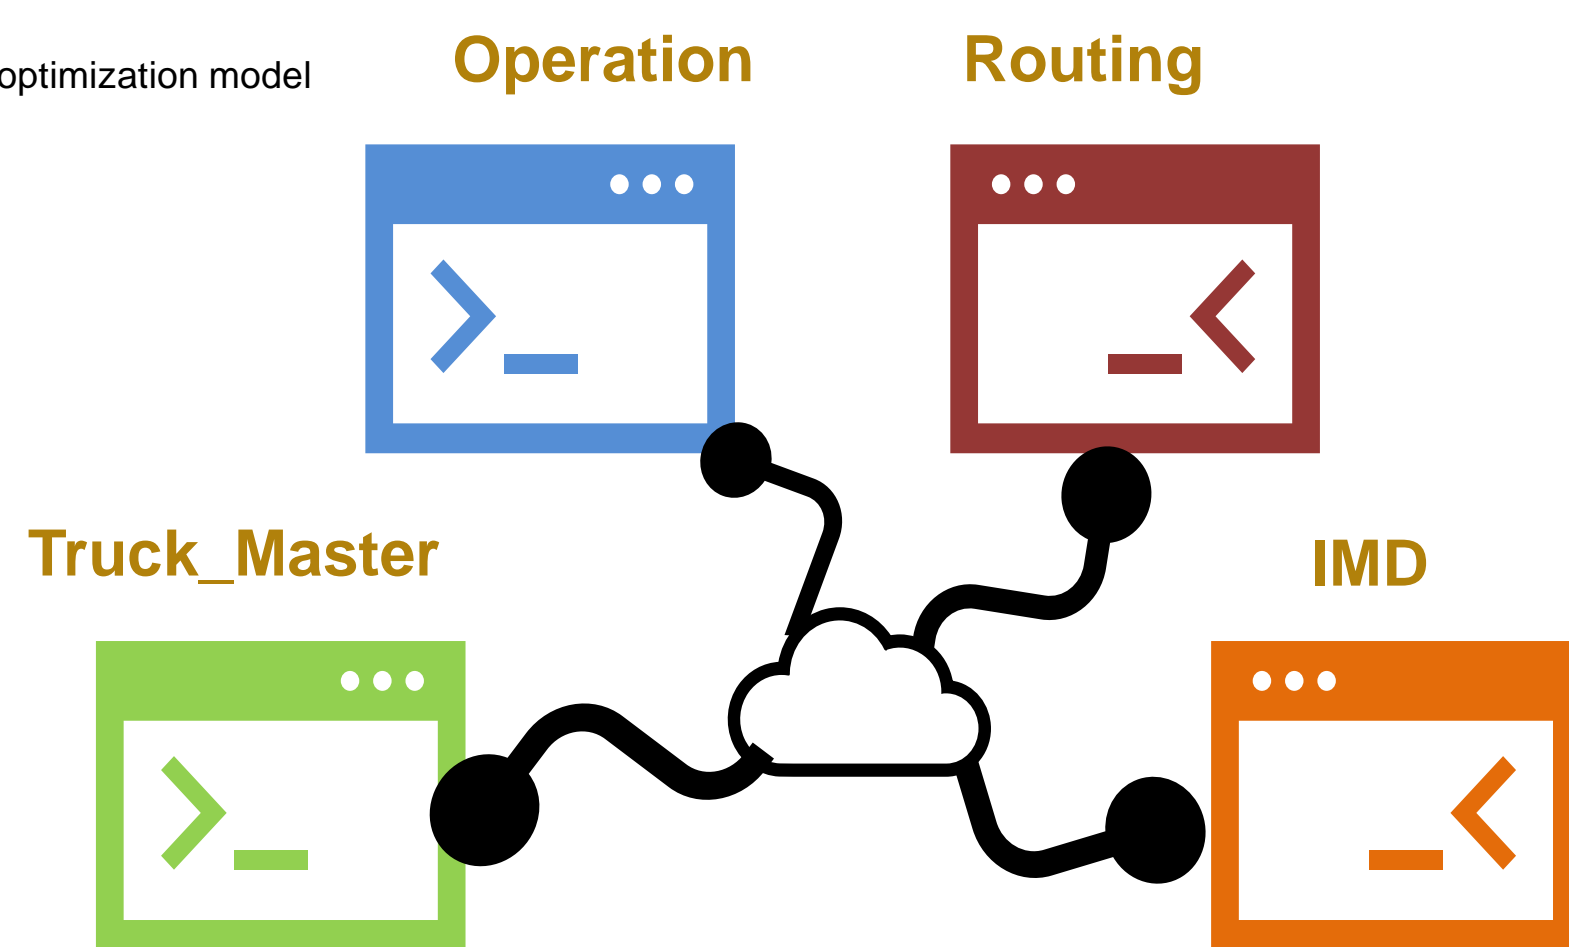 Operation
Routing
optimization model
Truck_Master
IMD